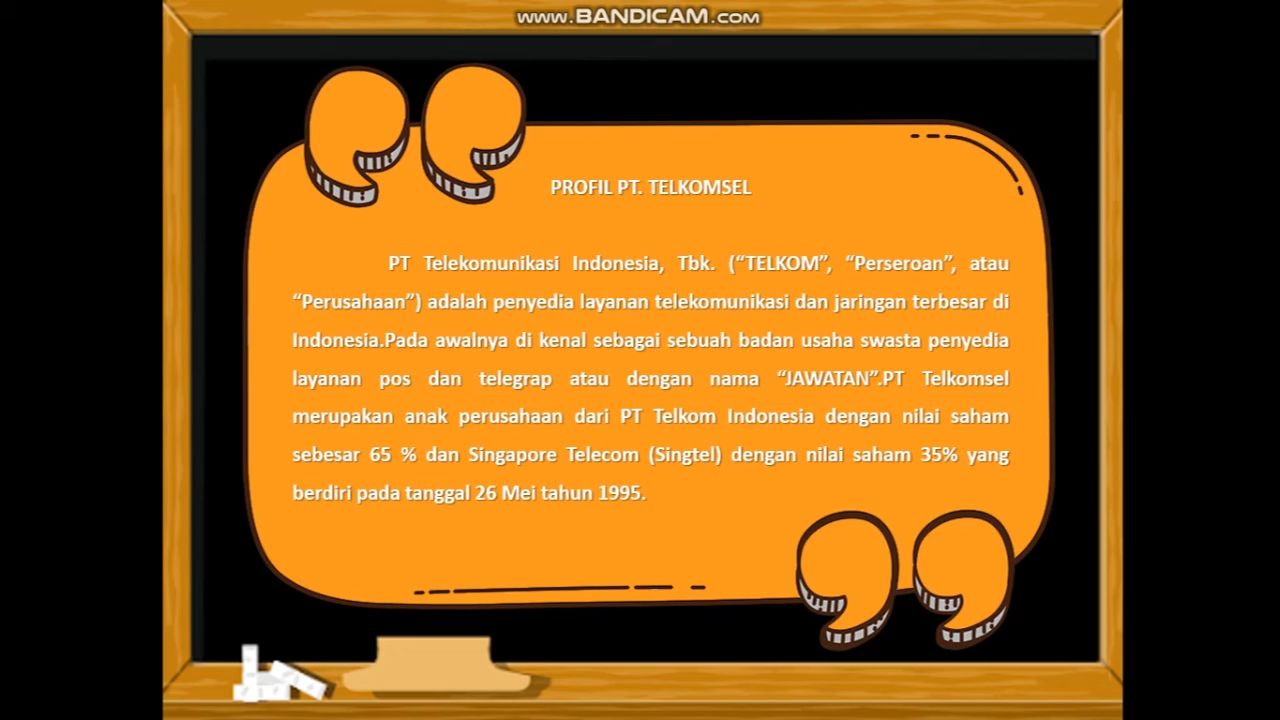 www.BANDICAM.com
PROFIL PT. TELKOMSEL
PT Telekomunikasi Indonesia, Tbk. (“TELKOM”, “Perseroan”, atau
“Perusahaan”) adalah penyedia layanan telekomunikasi dan jaringan terbesar di
Indonesia.Pada awalnya di kenal sebagai sebuah badan usaha swasta penyedia
layanan pos dan telegrap atau dengan nama “JAWATAN”.PT Telkomsel
merupakan anak perusahaan dari PT Telkom Indonesia dengan nilai saham
sebesar 65 % dan Singapore Telecom (Singtel) dengan nilai saham 35% yang
berdiri pada tanggal 26 Mei tahun 1995.